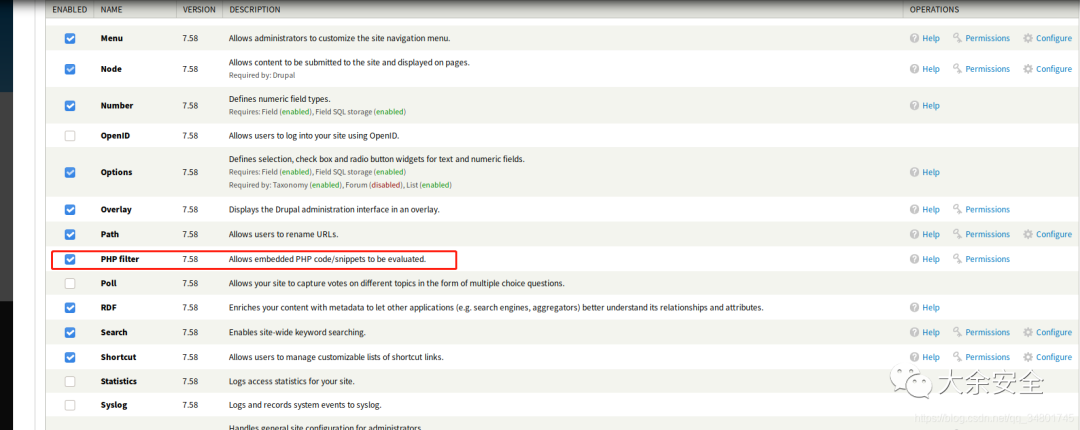 ENABLED NAME VERSION DESCRIPTION OPERATIONS
Menu 7.58 Allows administrators to customize the site navigation menu. Help Permissions Configure
Node 7.58 Allows content to be submitted to the site and displayed on pages. Help Permissions Configure
Required by: Drupal
Number 7.58 Defines numeric field types. Help
Requires: Field (enabled), Field SQL storage (enabled)
OpenID 7.58 Allows users to log into your site using OpenID.
Defines selection, check box and radio button widgets for text and numeric fields.
Options 7.58 Requires: Field (enabled), Field SQL storage (enabled) Help
Required by: Taxonomy (enabled), Forum (disabled), List (enabled)
Overlay 7.58 Displays the Drupal administration interface in an overlay. Help Permissions
Path 7.58 Allows users to rename URLs. Help Permissions Configure
PHP filter 7.58 Allows embedded PHP code/snippets to be evaluated. Help Permissions
Poll 7.58 Allows your site to capture votes on different topics in the form of multiple choice questions.
RDF 7.58 Enriches your content with metadata to let other applications (e.g. search engines, aggregators) better understand its relationships and attributes. Help
Search 7.58 Enables site-wide keyword searching. Help Permissions Configure
Shortcut 7.58 Allows users to manage customizable lists of shortcut links. Help Permissions Configure
Statistics 7.58 Logs access statistics for your site.
大余安全
Syslog 7.58 Logs and records system events to syslog.
Handles general site configuration for administrators.